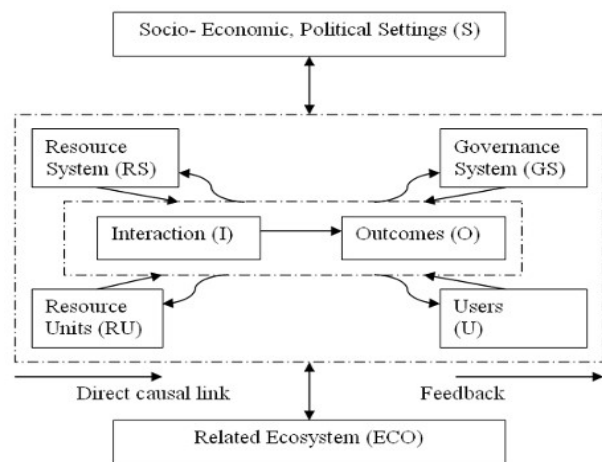 Socio- Economic, Political Settings (S)
Resource
System (RS)
Governance
System (GS)
Interaction (I)
Outcomes (O)
Resource
Units (RU)
Users
(U)
Direct causal link
Feedback
Related Ecosystem (ECO)